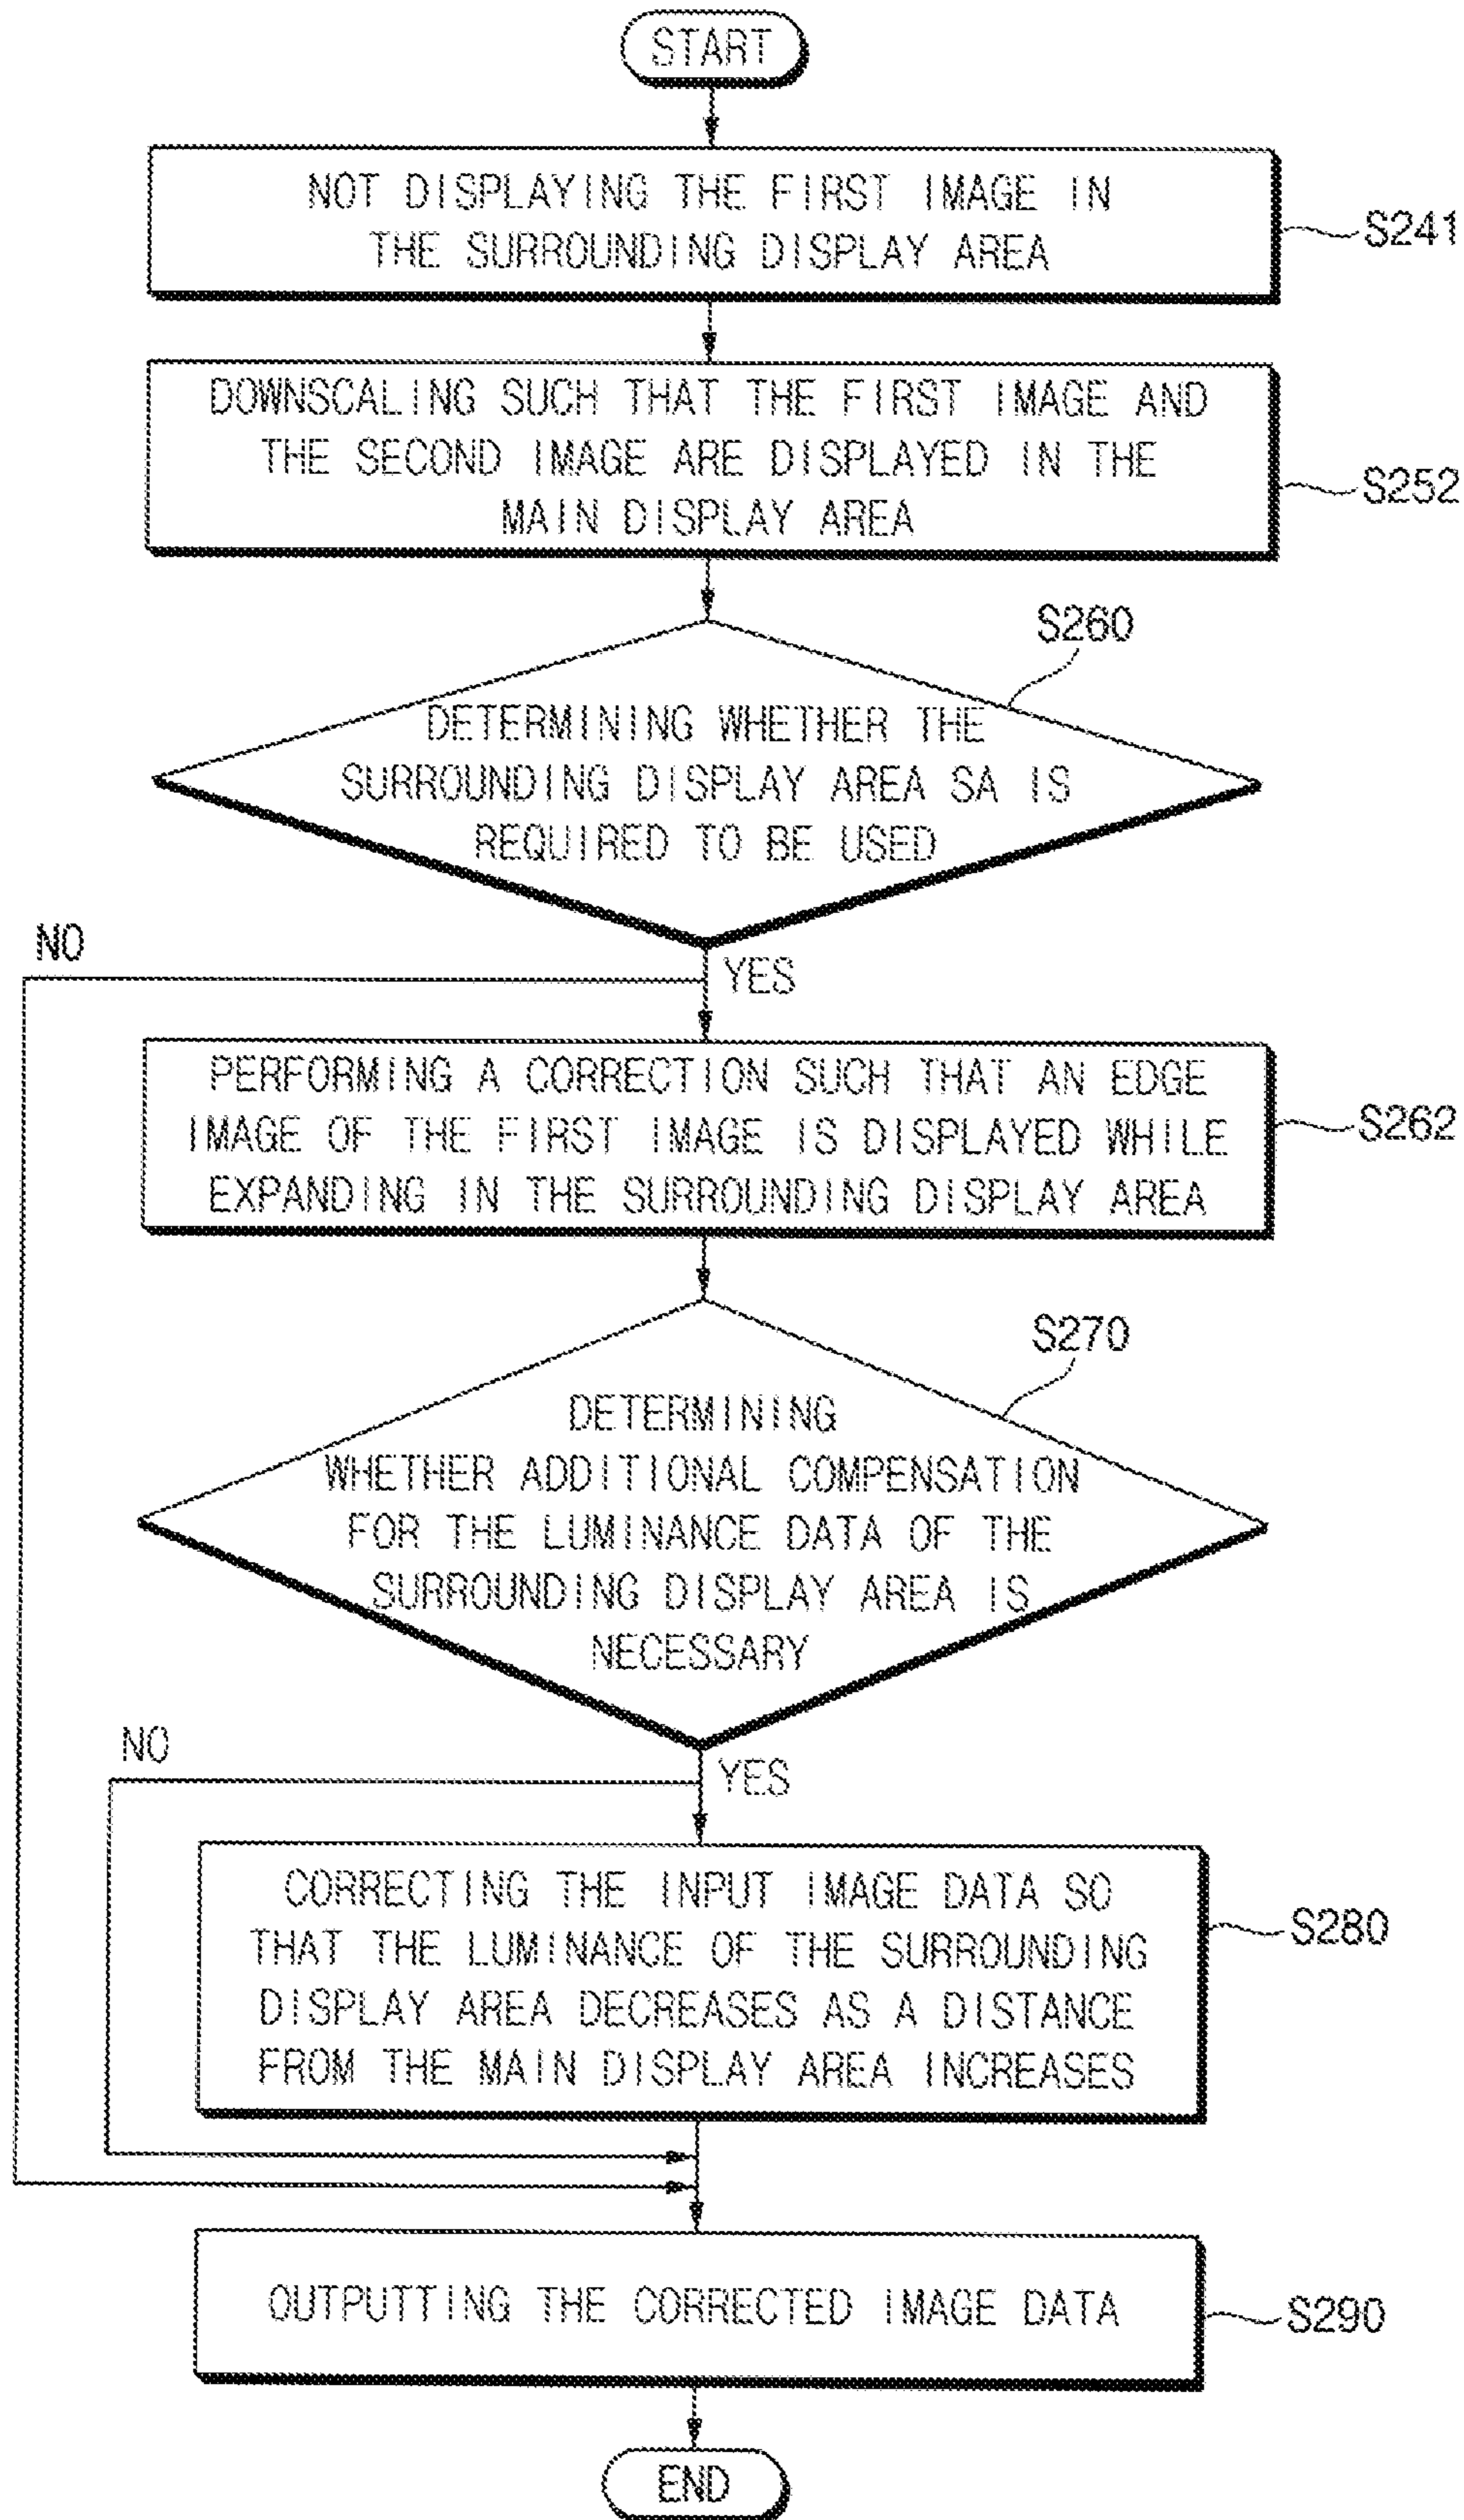 START
NOT DISPLAYING THE FIRST IMAGE IN
THE SURROUNDING DISPLAY AREA
S241
DOWNSCALING SUCH THAT THE FIRST IMAGE AND
THE SECOND IMAGE ARE DISPLAYED IN THE
MAIN DISPLAY AREA
S252
S260
DETERMINING WHETHER THE
SURROUNDING DISPLAY AREA SA IS
REQUIRED TO BE USED
NO
YES
PERFORMING A CORRECTION SUCH THAT AN EDGE
IMAGE OF THE FIRST IMAGE IS DISPLAYED WHILE
EXPANDING IN THE SURROUNDING DISPLAY AREA
S262
S270
DETERMINING
WHETHER ADDITIONAL COMPENSATION
FOR THE LUMINANCE DATA OF THE
SURROUNDING DISPLAY AREA IS
NECESSARY
NO
YES
CORRECTING THE INPUT IMAGE DATA SO
THAT THE LUMINANCE OF THE SURROUNDING
DISPLAY AREA DECREASES AS A DISTANCE
FROM THE MAIN DISPLAY AREA INCREASES
S280
OUTPUTTING THE CORRECTED IMAGE DATA
S290
END